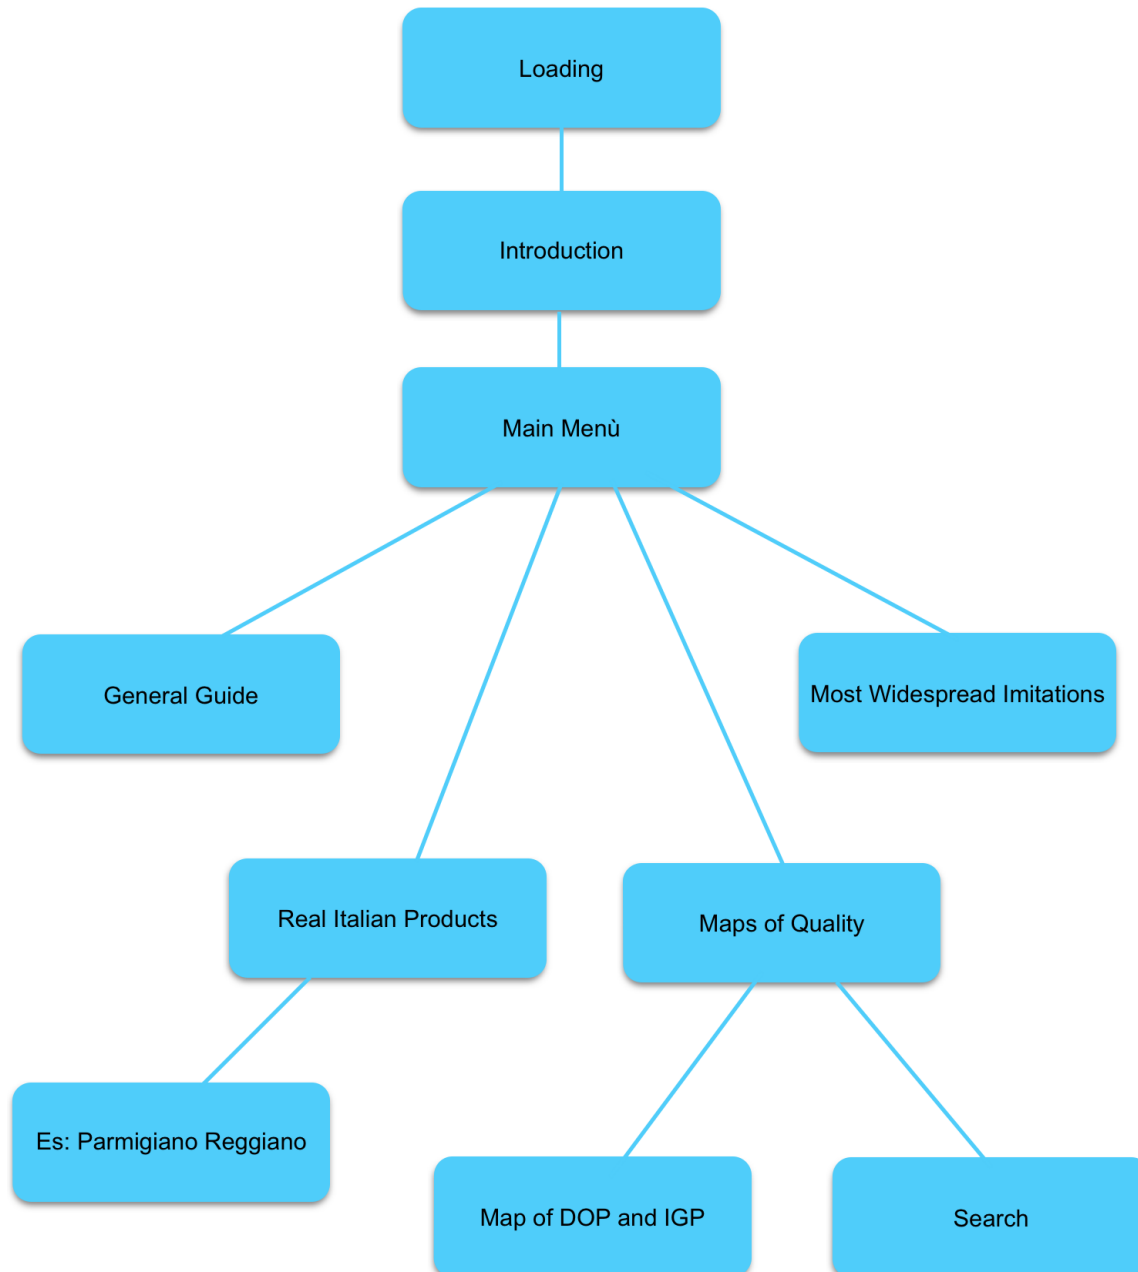 Loading
Introduction
Main Menù
General Guide
Most Widespread Imitations
Real Italian Products
Maps of Quality
Es: Parmigiano Reggiano
Map of DOP and IGP
Search